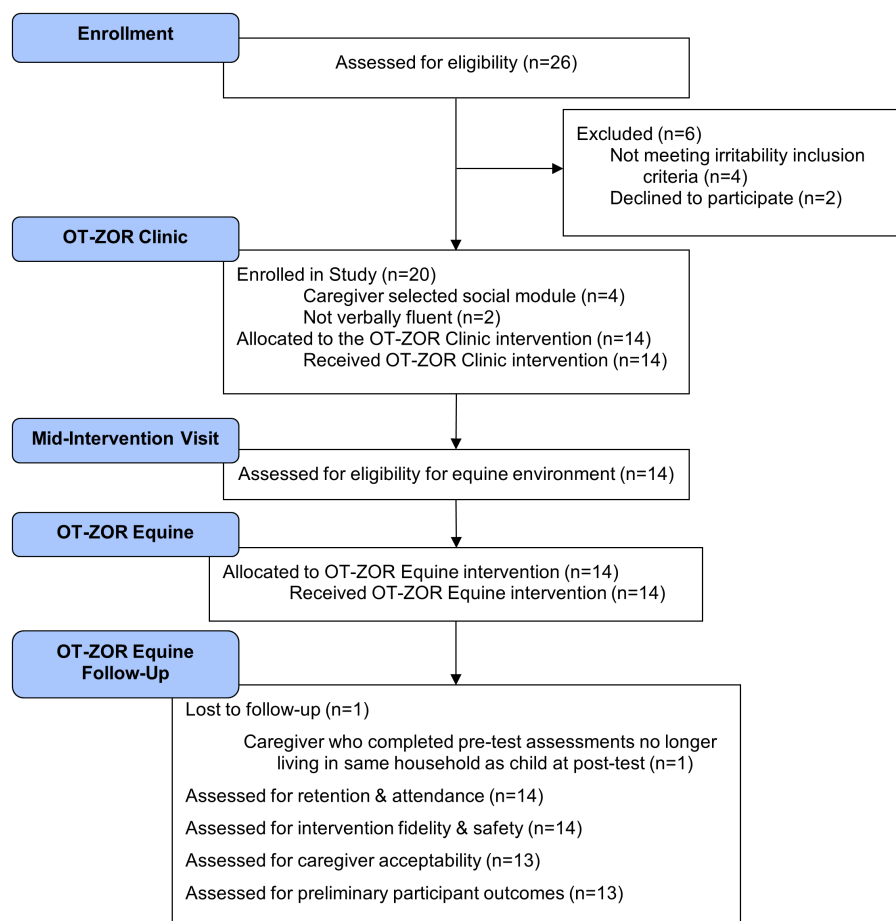 Enrollment
Assessed for eligibility (n=26)
Excluded (n=6)
Not meeting irritability inclusion
criteria (n=4)
Declined to participate (n=2)
OT-ZOR Clinic
Enrolled in Study (n=20)
Caregiver selected social module (n=4)
Not verbally fluent (n=2)
Allocated to the OT-ZOR Clinic intervention (n=14)
Received OT-ZOR Clinic intervention (n=14)
Mid-Intervention Visit
Assessed for eligibility for equine environment (n=14)
OT-ZOR Equine
Allocated to OT-ZOR Equine intervention (n=14)
Received OT-ZOR Equine intervention (n=14)
OT-ZOR Equine
Follow-Up
Lost to follow-up (n=1)
Caregiver who completed pre-test assessments no longer
living in same household as child at post-test (n=1)
Assessed for retention & attendance (n=14)
Assessed for intervention fidelity & safety (n=14)
Assessed for caregiver acceptability (n=13)
Assessed for preliminary participant outcomes (n=13)